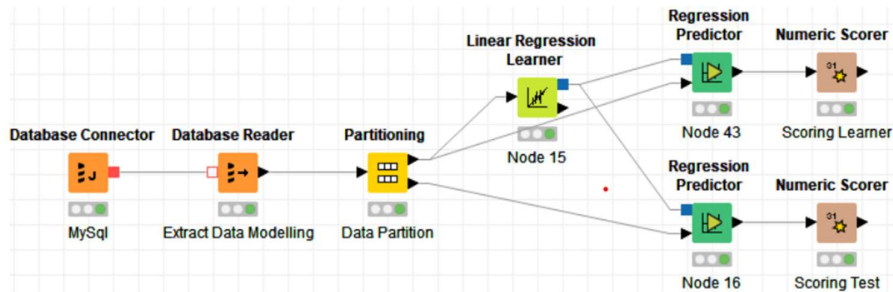 Regression
Predictor
Numeric Scorer
Linear Regression
Learner
Node 43
Scoring Learner
Database Connector
Database Reader
Partitioning
Node 15
Regression
Predictor
Numeric Scorer
MySql
Extract Data Modelling
Data Partition
Node 16
Scoring Test